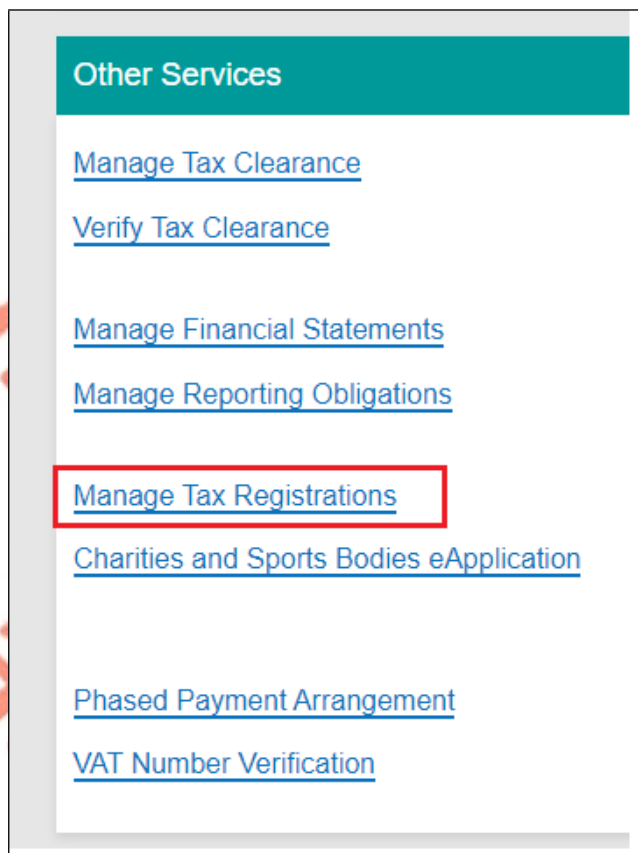 Other Services
Manage Tax Clearance
Verify Tax Clearance
Manage Financial Statements
Manage Reporting Obligations
Manage Tax Registrations
Charities and Sports Bodies eApplication
Phased Payment Arrangement
VAT Number Verification